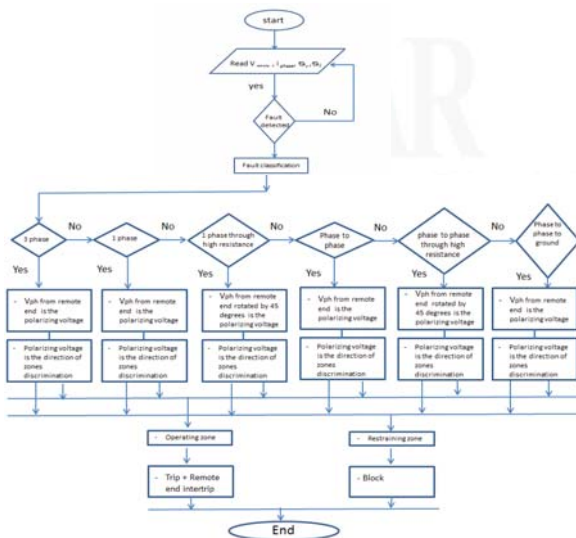 start
Read V
yes
Fault
detected
No
Fault classification
3 phase
No
1 phase
No
1 phase through
high resistance
No
Phase to
phase
No
phase to phase
through high
resistance
No
Phase to
phase to
ground
Yes
Yes
Yes
Yes
Yes
Yes
- Vph from remote
end is the
polarizing voltage
- Vph from remote
end is the
polarizing voltage
- Vph from remote
end rotated by 45
degrees is the
polarizing voltage
- Vph from remote
end is the
polarizing voltage
- Vph from remote
end rotated by
45 degrees is the
polarizing voltage
- Vph from remote
end is the
polarizing voltage
- Polarizing voltage
is the direction of
zones
discrimination
- Polarizing voltage
is the direction of
zones
discrimination
- Polarizing voltage
is the direction of
zones
discrimination
- Polarizing voltage
is the direction of
zones
discrimination
- Polarizing voltage
is the direction of
zones
discrimination
- Polarizing voltage
is the direction of
zones
discrimination
- Operating zone
- Restraining zone
- Trip + Remote
end intertrip
- Block
End